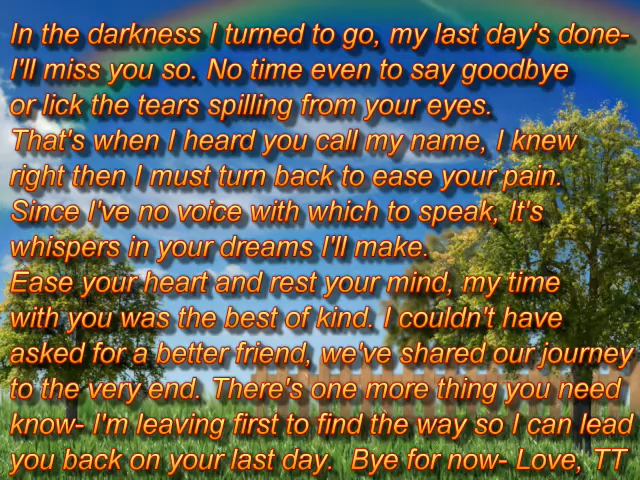 In the darkness I turned to go, my last day's done-
I'll miss you so. No time even to say goodbye
or lick the tears spilling from your eyes.
That's when I heard you call my name, I knew
right then I must turn back to ease your pain.
Since I've no voice with which to speak, It's
whispers in your dreams I'll make.
Ease your heart and rest your mind, my time
with you was the best of kind. I couldn't have
asked for a better friend, we've shared our journey
to the very end. There's one more thing you need
know- I'm leaving first to find the way so I can lead
you back on your last day.  Bye for now- Love, TT